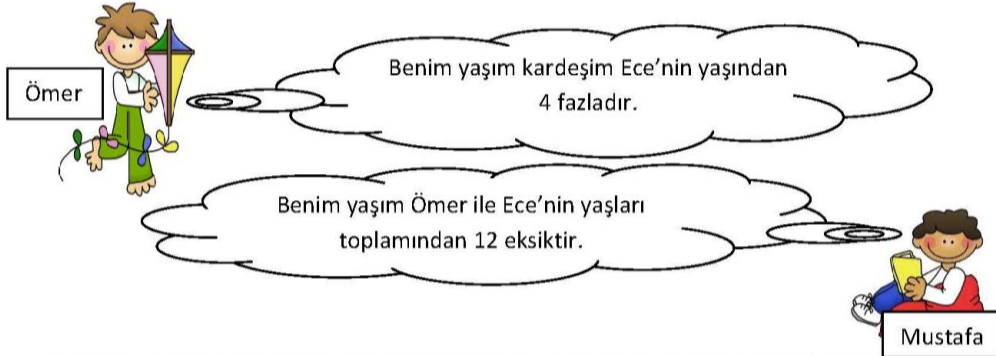 Ömer
Benim yaşım kardeşim Ece’nin yaşından
4 fazladır.
Benim yaşım Ömer ile Ece’nin yaşları
toplamından 12 eksiktir.
Mustafa